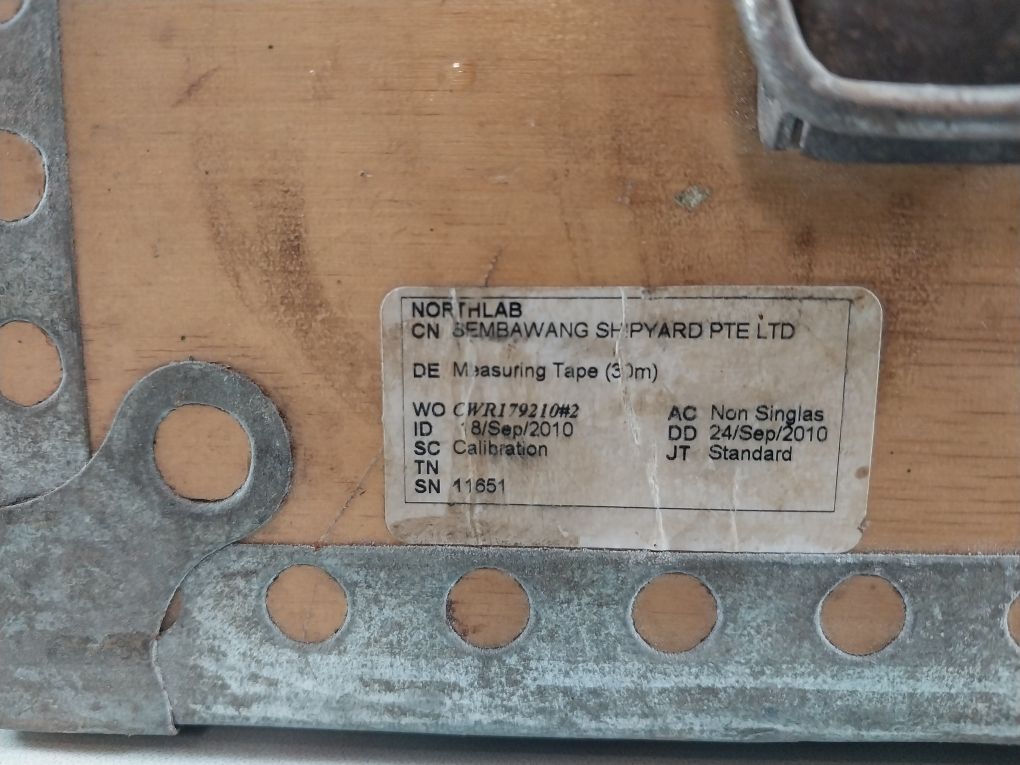 NORTHLAB
CN SEMBAWANG SHIPYARD PTE LTD
DE Measuring Tape (30m)
WO CWR179210#2 AC Non Singlas
ID 18/Sep/2010 DD 24/Sep/2010
SC Calibration JT Standard
TN
SN 11651